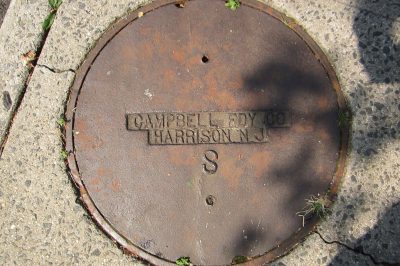 CAMPBELL FDY. CO.
HARRISON N.J.
S